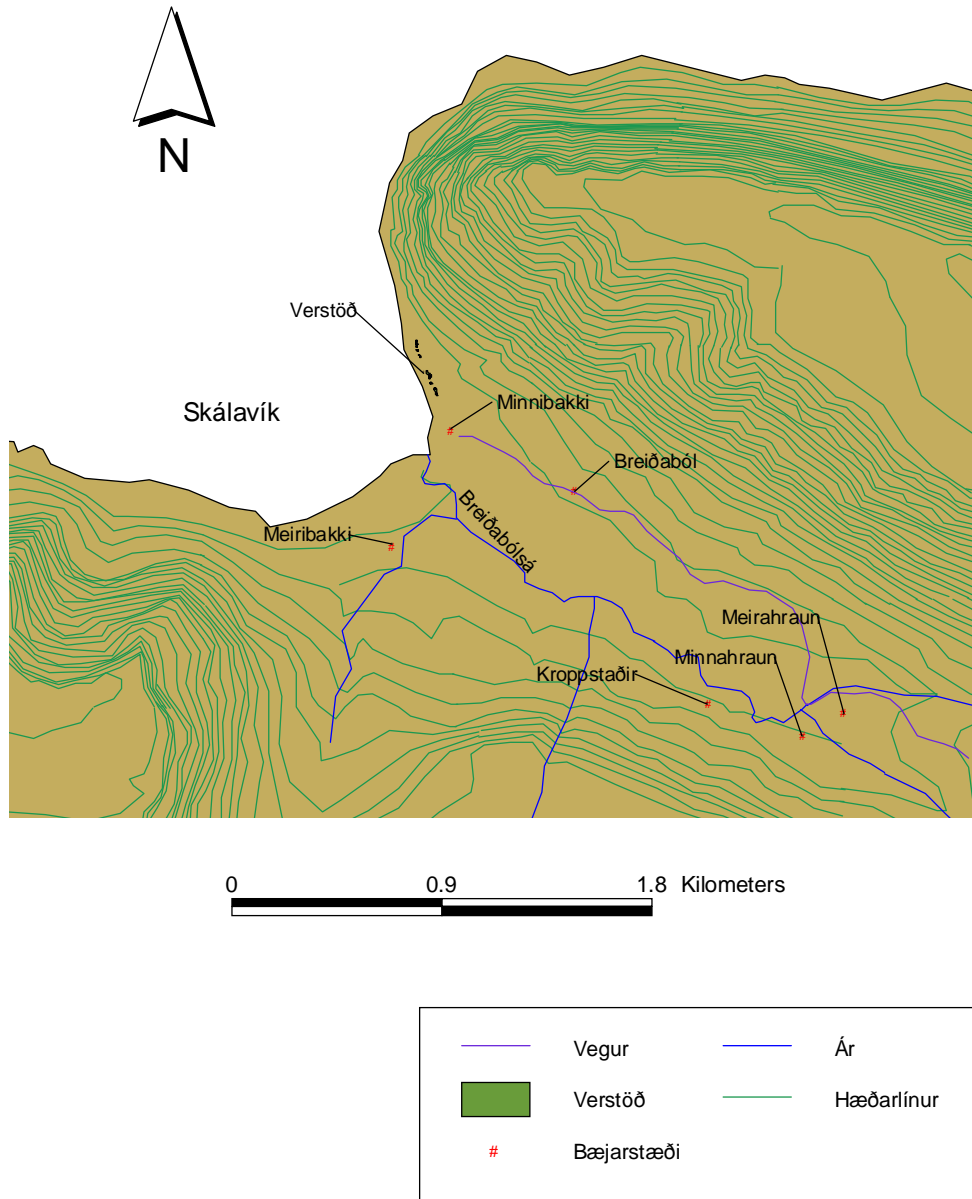 N
Verstöð
Skálavík
Minnibakki
Breiðaból
Meiribakki
Breiðabólsá
Meirahraun
Minnahraun
Kroppstaðir
0 0.9 1.8 Kilometers
Vegur
Ár
Verstöð
Hæðarlínur
# Bæjarstæði